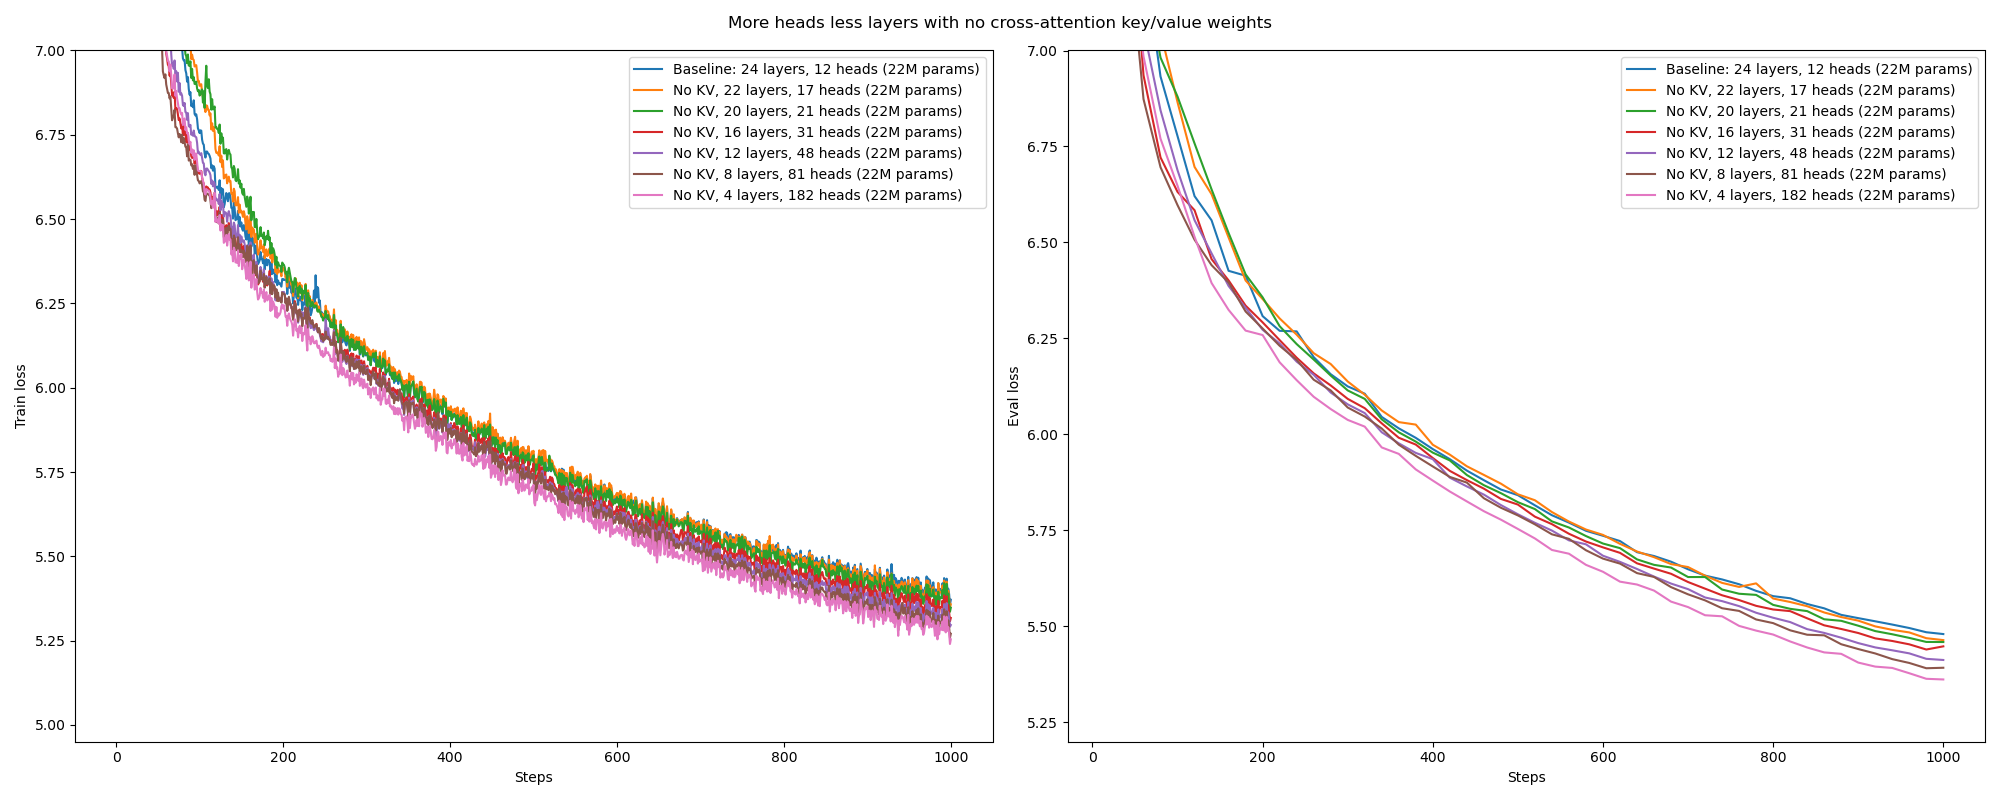 More heads less layers with no cross-attention key/value weights
7.00
6.75
6.50
6.25
6.00
5.75
5.50
5.25
5.00
Train loss
0
200
400
600
800
1000
Steps
Baseline: 24 layers, 12 heads (22M params)
No KV, 22 layers, 17 heads (22M params)
No KV, 20 layers, 21 heads (22M params)
No KV, 16 layers, 31 heads (22M params)
No KV, 12 layers, 48 heads (22M params)
No KV, 8 layers, 81 heads (22M params)
No KV, 4 layers, 182 heads (22M params)
7.00
6.75
6.50
6.25
6.00
5.75
5.50
5.25
Eval loss
0
200
400
600
800
1000
Steps
Baseline: 24 layers, 12 heads (22M params)
No KV, 22 layers, 17 heads (22M params)
No KV, 20 layers, 21 heads (22M params)
No KV, 16 layers, 31 heads (22M params)
No KV, 12 layers, 48 heads (22M params)
No KV, 8 layers, 81 heads (22M params)
No KV, 4 layers, 182 heads (22M params)